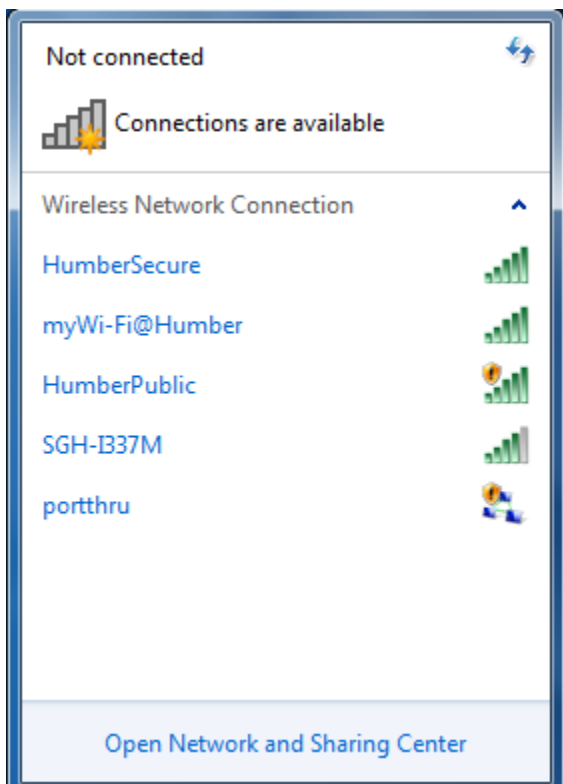 Not connected
Connections are available
Wireless Network Connection
HumberSecure
myWi-Fi@Humber
HumberPublic
SGH-I337M
portthru
Open Network and Sharing Center